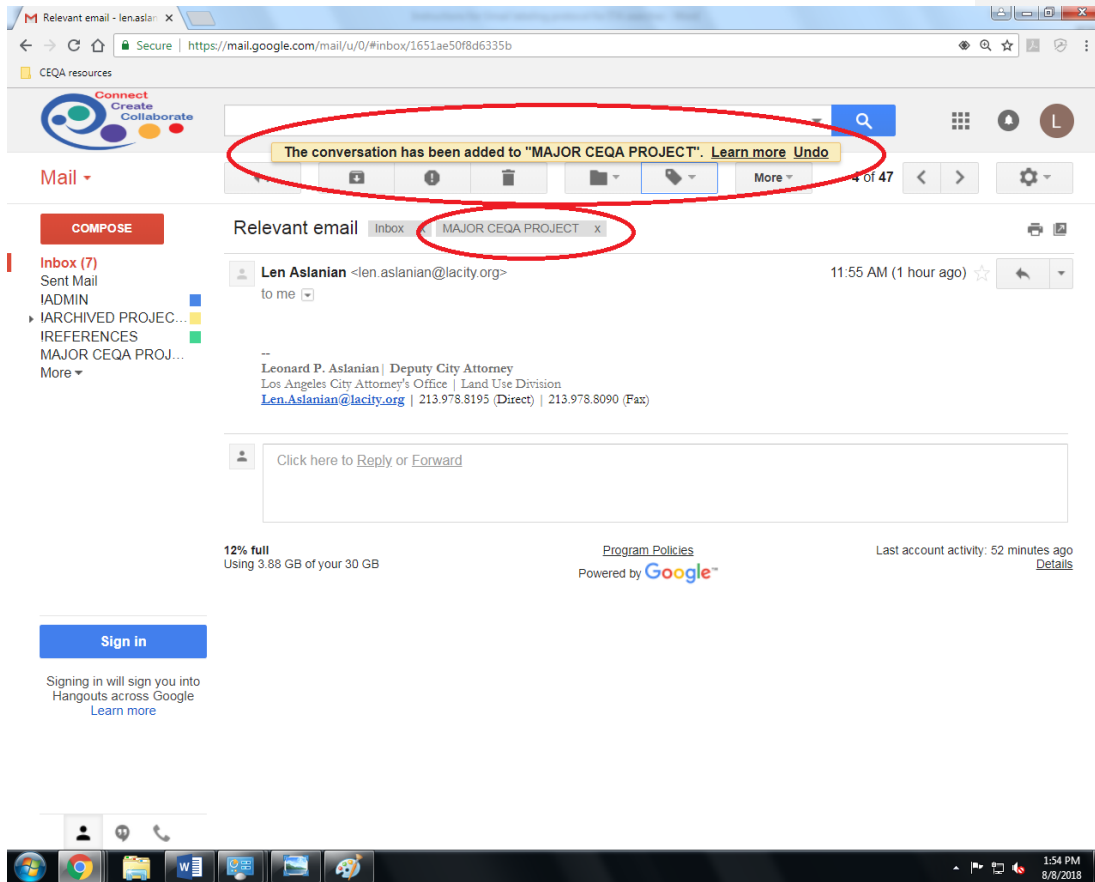 Relevant email - len.aslan
Secure | https://mail.google.com/mail/u/0/#inbox/1651ae50f8d6335b
CEQA resources
Connect
Create
Collaborate
The conversation has been added to "MAJOR CEQA PROJECT". Learn more Undo
Mail
More
of 47
COMPOSE
Relevant email
Inbox x
MAJOR CEQA PROJECT x
Inbox (7)
Sent Mail
!ADMIN
!ARCHIVED PROJEC...
!REFERENCES
MAJOR CEQA PROJ...
More
Len Aslanian <len.aslanian@lacity.org>
11:55 AM (1 hour ago)
to me
--
Leonard P. Aslanian | Deputy City Attorney
Los Angeles City Attorney's Office | Land Use Division
Len.Aslanian@lacity.org | 213.978.8195 (Direct) | 213.978.8090 (Fax)
Click here to Reply or Forward
12% full
Using 3.88 GB of your 30 GB
Program Policies
Powered by Google™
Last account activity: 52 minutes ago
Details
Sign in
Signing in will sign you into
Hangouts across Google
Learn more
L
W
1:54 PM
8/8/2018